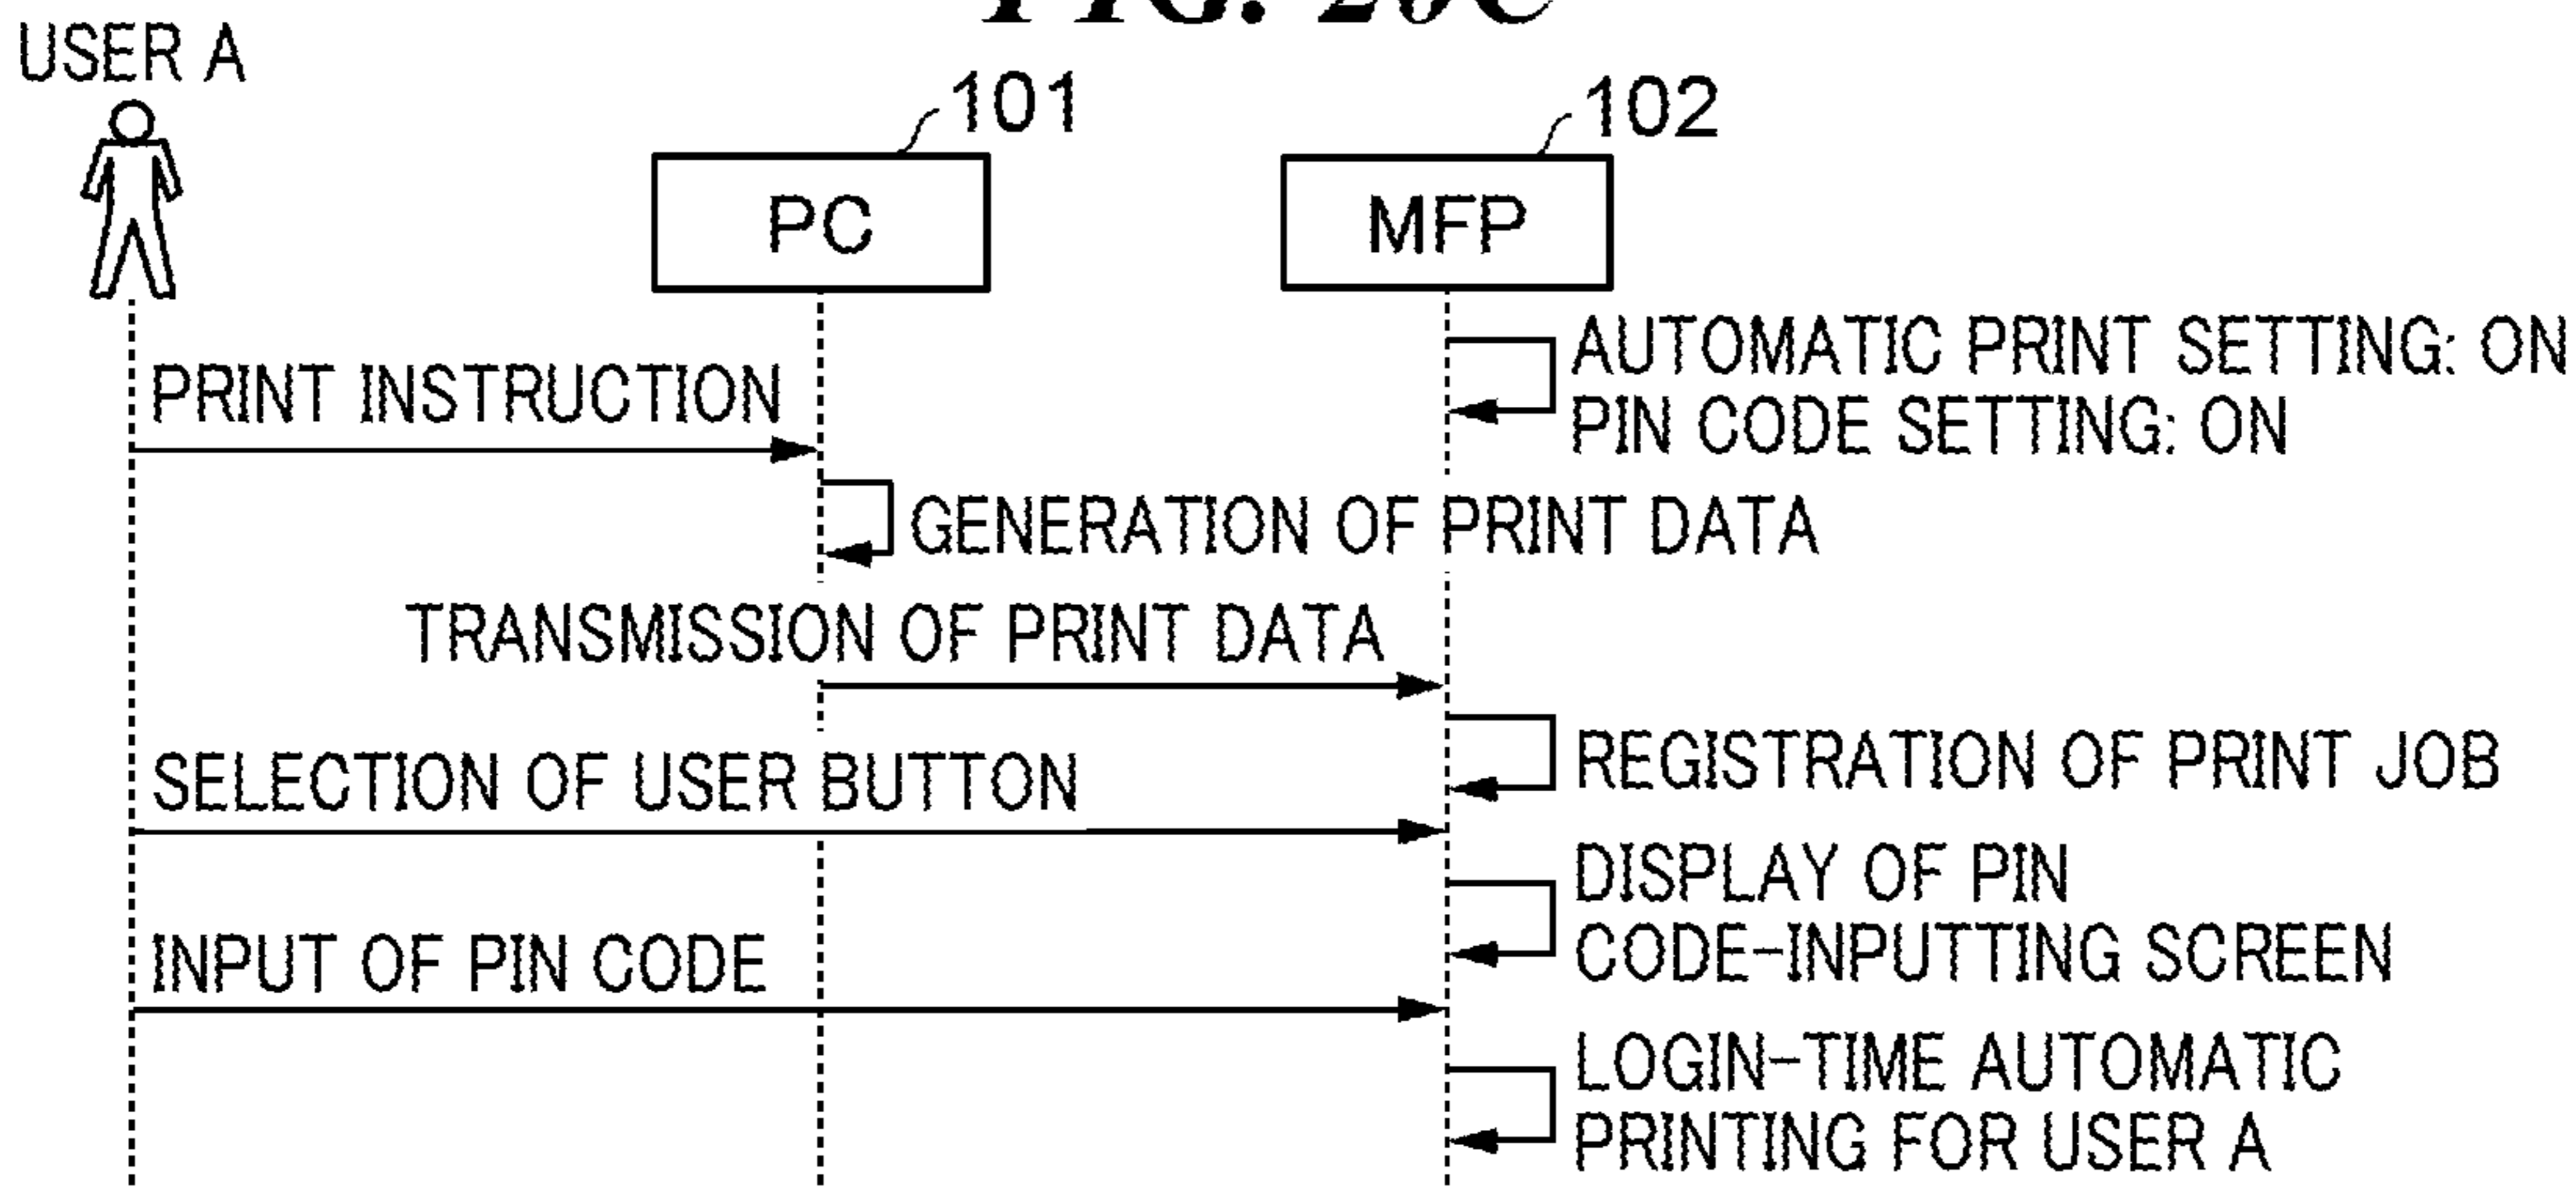 FIG. 20C
USER A
101
102
PC
MFP
AUTOMATIC PRINT SETTING: ON
PIN CODE SETTING: ON
PRINT INSTRUCTION
GENERATION OF PRINT DATA
TRANSMISSION OF PRINT DATA
REGISTRATION OF PRINT JOB
SELECTION OF USER BUTTON
DISPLAY OF PIN
CODE-INPUTTING SCREEN
INPUT OF PIN CODE
LOGIN-TIME AUTOMATIC
PRINTING FOR USER A